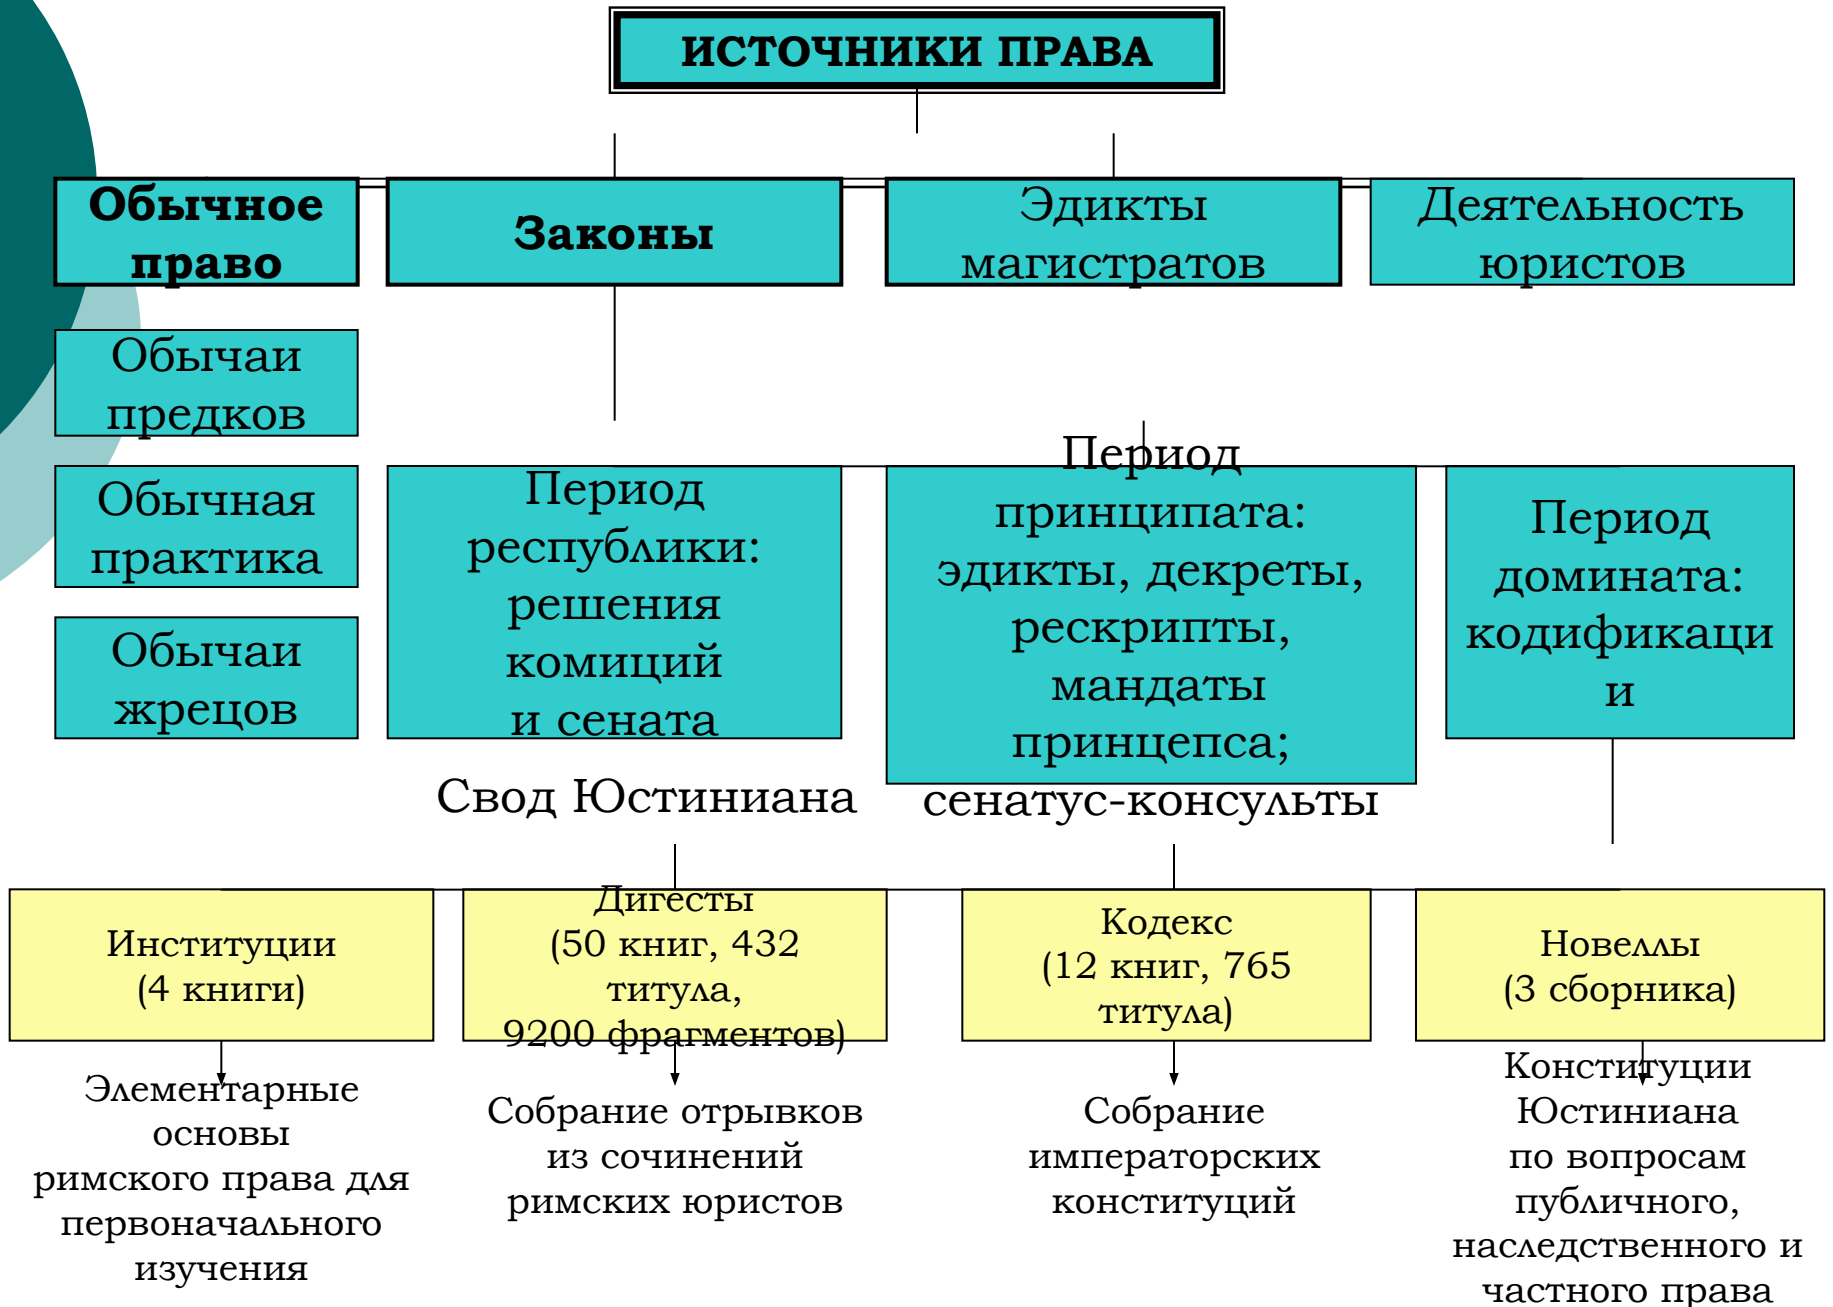 ИСТОЧНИКИ ПРАВА
Обычное
право
Законы
Эдикты
магистратов
Деятельность
юристов
Обычаи
предков
Обычная
практика
Обычаи
жрецов
Период
республики:
решения
комиций
и сената
Период
принципата:
эдикты, декреты,
рескрипты,
мандаты
принцепса;
сенатус-консульты
Период
домината:
кодификаци
и
Свод Юстиниана
Институции
(4 книги)
Дигесты
(50 книг, 432
титула,
9200 фрагментов)
Кодекс
(12 книг, 765
титула)
Новеллы
(3 сборника)
Элементарные
основы
римского права для
первоначального
изучения
Собрание отрывков
из сочинений
римских юристов
Собрание
императорских
конституций
Конституции
Юстиниана
по вопросам
публичного,
наследственного и
частного права